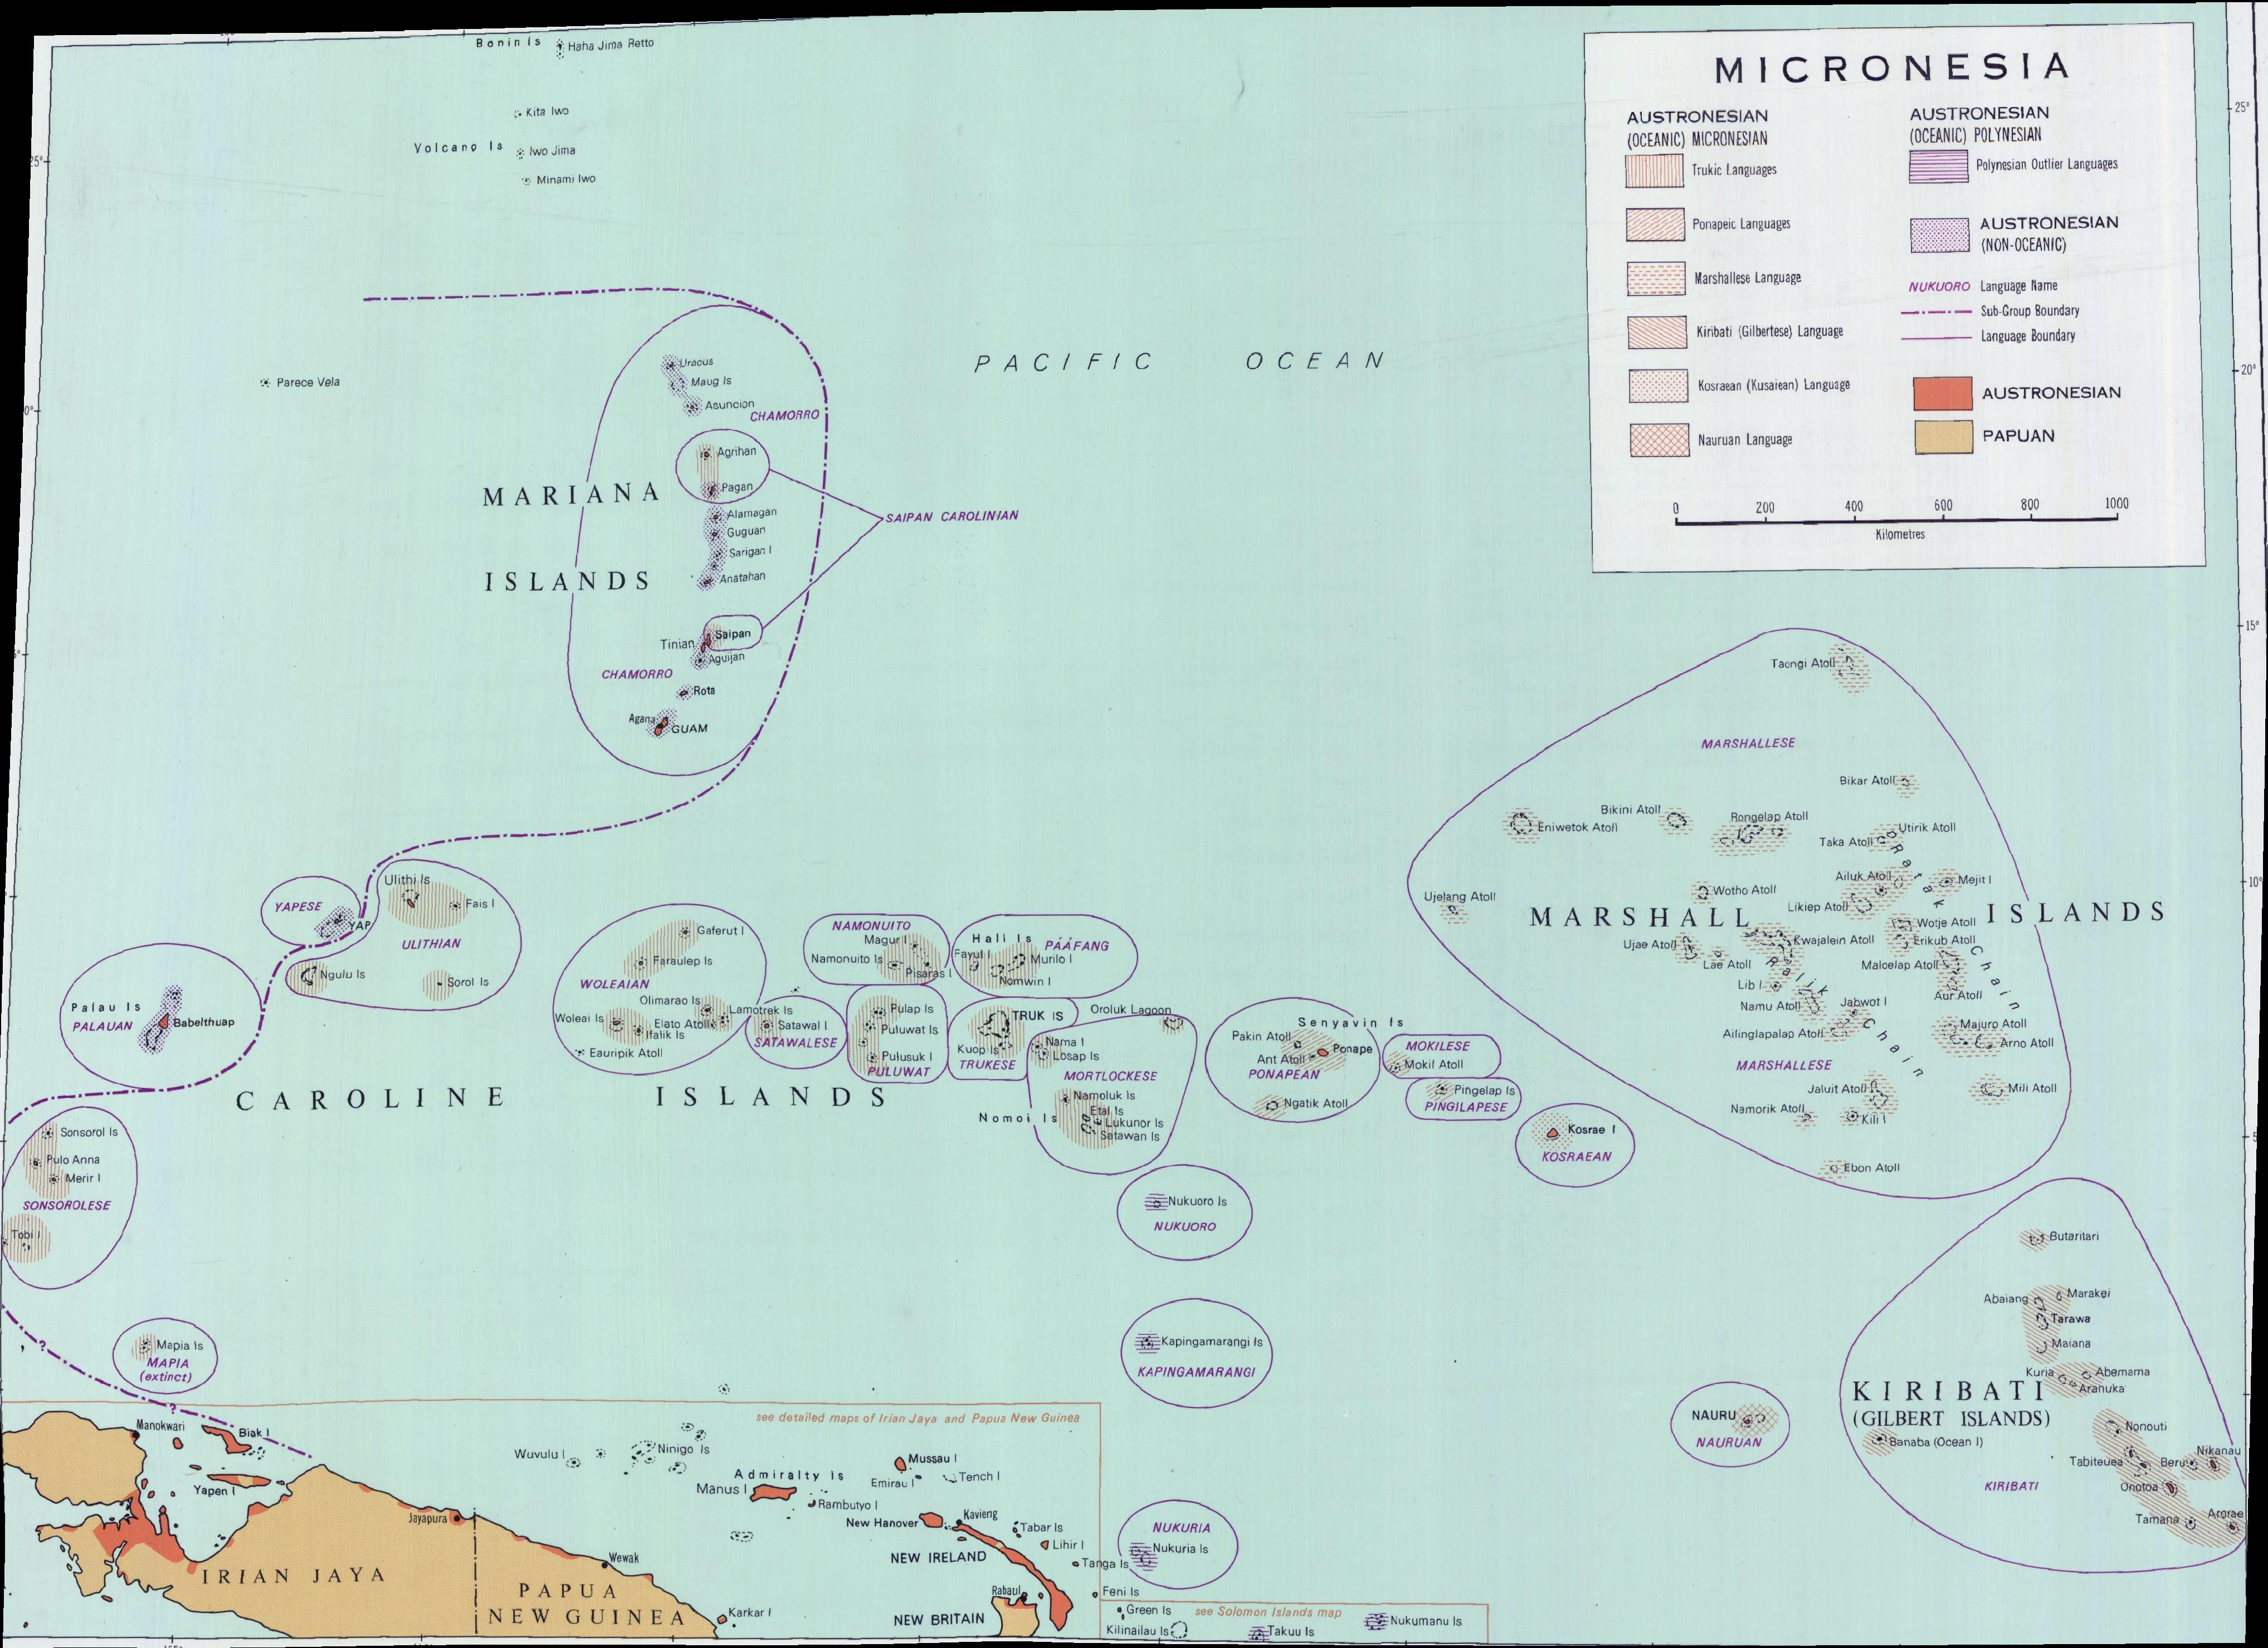 Bonin Is
Haha Jima Retto
Kita Iwo
Volcano Is
Iwo Jima
Minami Iwo
MICRONESIA
AUSTRONESIAN
(OCEANIC) MICRONESIAN
Trukic Languages
Ponapeic Languages
Marshallese Language
Kiribati (Gilbertese) Language
Kosraean (Kusaiean) Language
Nauruan Language
AUSTRONESIAN
(OCEANIC) POLYNESIAN
Polynesian Outlier Languages
AUSTRONESIAN
(NON-OCEANIC)
NUKUORO Language Name
Sub-Group Boundary
Language Boundary
AUSTRONESIAN
PAPUAN
0 200 400 600 800 1000
Kilometres
25°
20°
15°
10°
PACIFIC OCEAN
Parece Vela
Uracus
Maug Is
Asuncion
CHAMORRO
Agrihan
Pagan
MARIANA
ISLANDS
Alamagan
Guguan
Sarigan I
Anatahan
SAIPAN CAROLINIAN
Saipan
Tinian
Aguijan
CHAMORRO
Rota
Agana
GUAM
Taongi Atoll
MARSHALLESE
Bikar Atoll
Bikini Atoll
Eniwetok Atoll
Rongelap Atoll
Utirik Atoll
Taka Atoll
Ailuk Atoll
Mejit I
Wotho Atoll
Likiep Atoll
Ujelang Atoll
MARSHALL ISLANDS
Wotje Atoll
Erikub Atoll
Kwajalein Atoll
Ujae Atoll
Lae Atoll
Maloelap Atoll
Lib I
Namu Atoll
Jabwot I
Aur Atoll
Ailinglapalap Atoll
Majuro Atoll
Arno Atoll
MARSHALLESE
Jaluit Atoll
Mili Atoll
Namorik Atoll
Kili I
Ebon Atoll
Ratak Chain
Ralik Chain
YAPESE
YAP
Ulithi Is
Fais I
ULITHIAN
Ngulu Is
Sorol Is
Palau Is
PALAUAN
Babelthuap
Gaferut I
Faraulep Is
WOLEAIAN
Olimarao Is
Woleai Is
Elato Atoll
Lamotrek Is
Ifalik Is
Eauripik Atoll
Satawal I
SATAWALESE
NAMONUITO
Magur I
Namonuito Is
Pisaras I
Hall Is
PÁÁFANG
Fayu I
Murilo I
Nomwin I
Pulap Is
Puluwat Is
Pulusuk I
PULUWAT
TRUK IS
Kuop Is
TRUKESE
Oroluk Lagoon
Nama I
Losap Is
MORTLOCKESE
Namoluk Is
Nomoi Is
Etal Is
Lukunor Is
Satawan Is
Senyavin Is
Pakin Atoll
Ant Atoll
Ponape
PONAPEAN
Ngatik Atoll
MOKILESE
Mokil Atoll
Pingelap Is
PINGILAPESE
Kosrae I
KOSRAEAN
CAROLINE ISLANDS
Sonsorol Is
Pulo Anna
Merir I
SONSOROLESE
Tobi I
Nukuoro Is
NUKUORO
Kapingamarangi Is
KAPINGAMARANGI
Mapia Is
MAPIA
(extinct)
?
?
Butaritari
Abaiang
Marakei
Tarawa
Maiana
Kuria
Abemama
Aranuka
KIRIBATI
(GILBERT ISLANDS)
Banaba (Ocean I)
Nonouti
Nikanau
Tabiteuea
Beru
Onotoa
KIRIBATI
Tamana
Arorae
NAURU
NAURUAN
see detailed maps of Irian Jaya and Papua New Guinea
Manokwari
Biak I
Yapen I
Jayapura
IRIAN JAYA
Wewak
PAPUA
NEW GUINEA
Karkar I
Wuvulu I
Ninigo Is
Admiralty Is
Manus I
Rambutyo I
Mussau I
Emirau I
Tench I
New Hanover
Kavieng
Tabar Is
Lihir I
NEW IRELAND
Tanga Is
Rabaul
Feni Is
NEW BRITAIN
NUKURIA
Nukuria Is
Green Is
see Solomon Islands map
Kilinailau Is
Takuu Is
Nukumanu Is